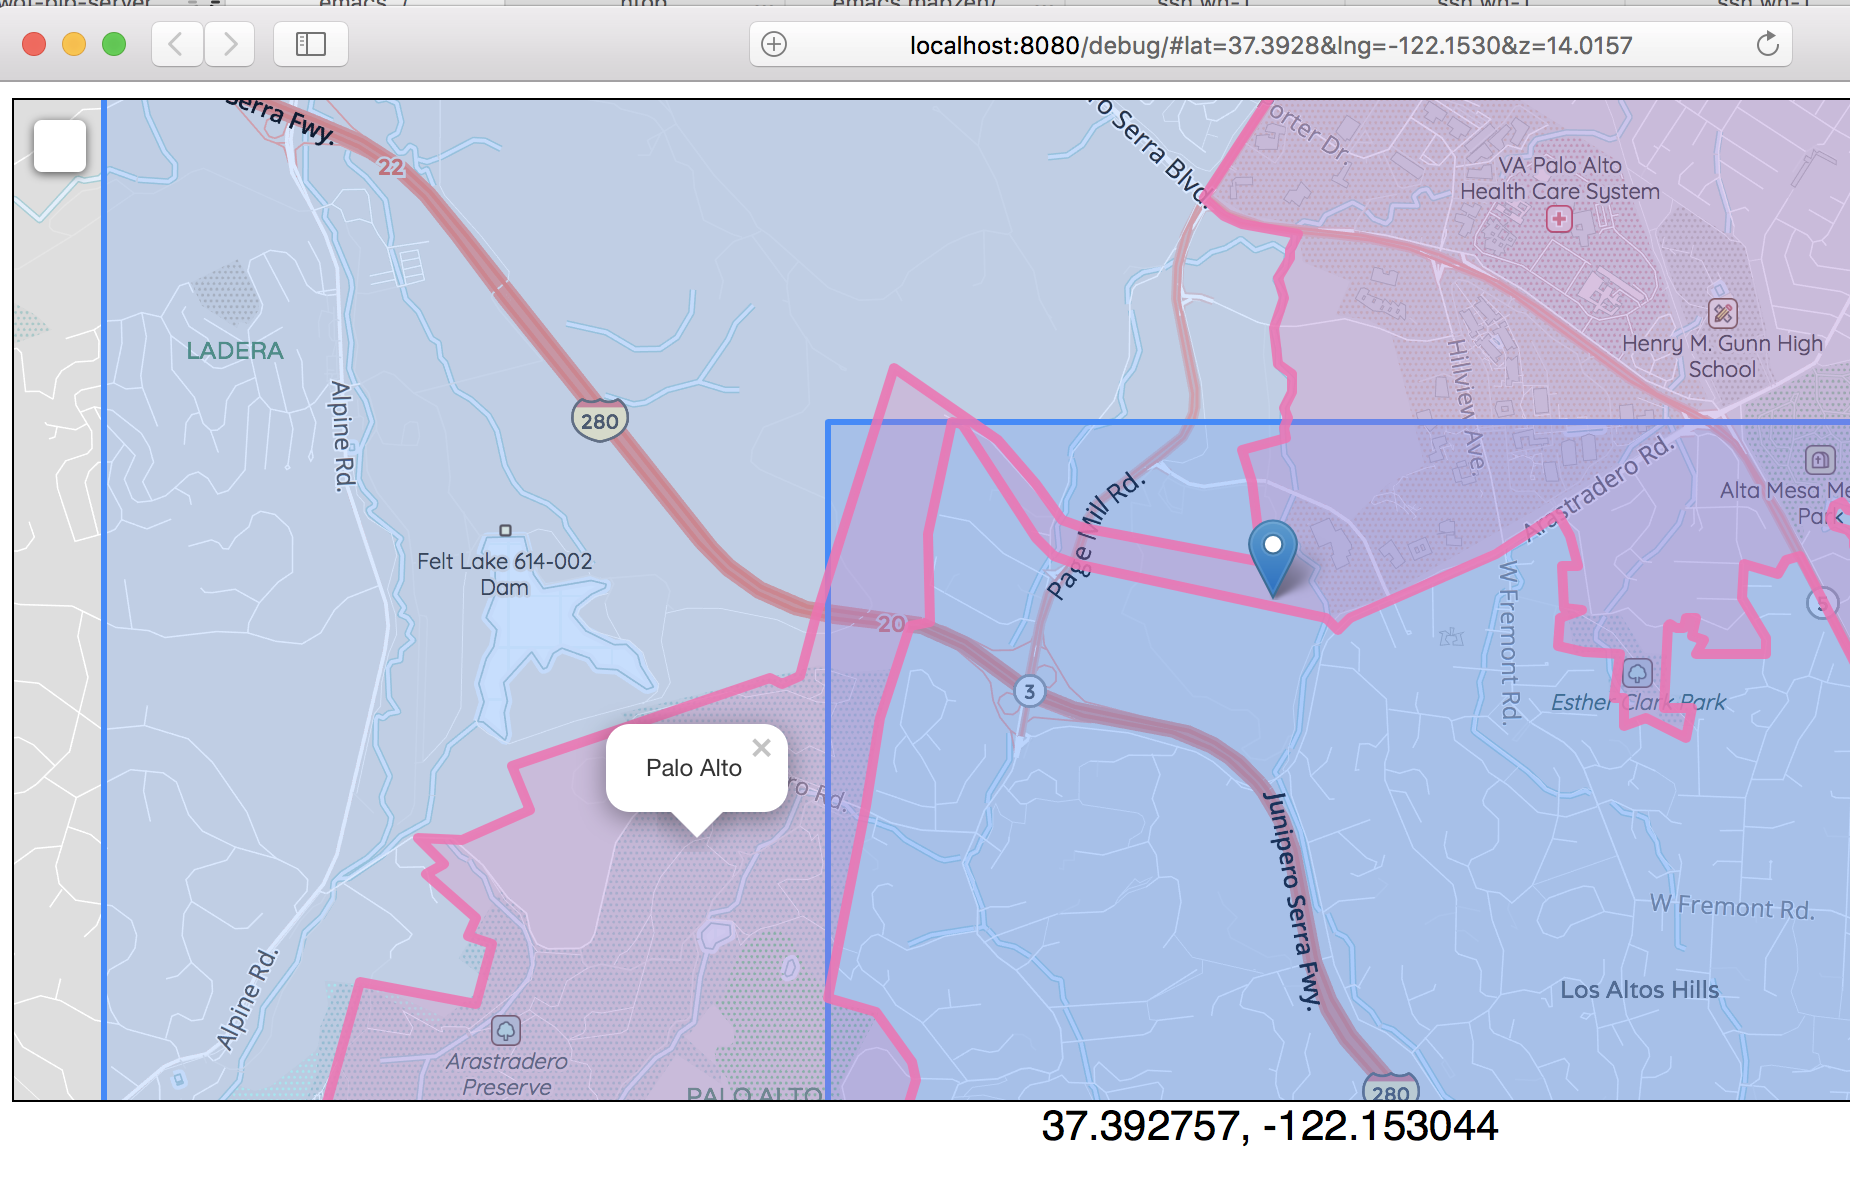 localhost:8080/debug/#lat=37.3928&lng=-122.1530&z=14.0157
Serra Fwy.
22
o Serra Blvd.
orter Dr.
VA Palo Alto
Health Care System
LADERA
Alpine Rd.
280
Henry M. Gunn High
School
Hillview Ave.
Page Mill Rd.
Arastradero Rd.
Alta Mesa Me
Park
Felt Lake 614-002
Dam
20
W Fremont Rd.
5
3
Esther Clark Park
Palo Alto
ro Rd.
Junipero Serra Fwy.
W Fremont Rd.
Alpine Rd.
Los Altos Hills
Arastradero
Preserve
PALO ALTO
280
37.392757, -122.153044